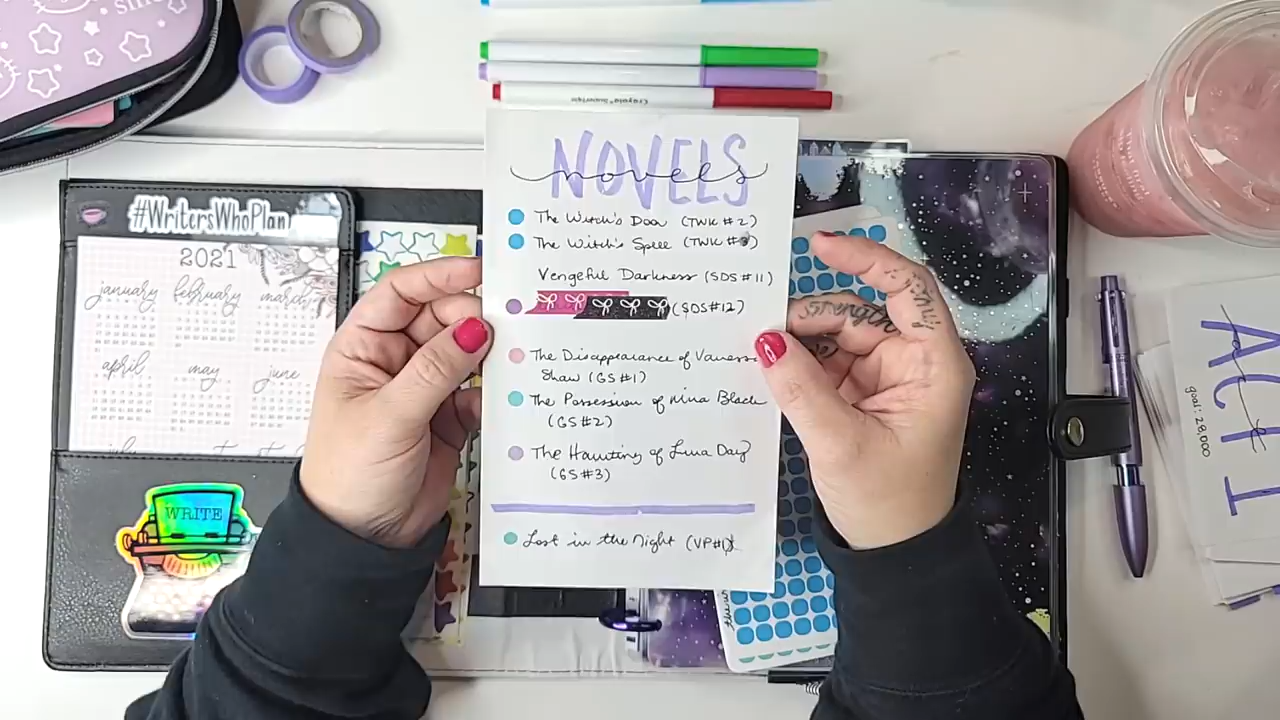 NOVELS
novels
The Witch's Door (TWK #2)
The Witch's Spell (TWK #3)
Vengeful Darkness (SDS #11)
(SDS #12)
The Disappearance of Vanessa
Shaw (GS #1)
The Possession of Nina Black
(GS #2)
The Haunting of Luna Day
(GS #3)
Lost in the Night (VP #1)
#WritersWhoPlan
2021
january february march
april may june
WRITE
Crayola SuperTips
strength
ACT I
goal: 28,000